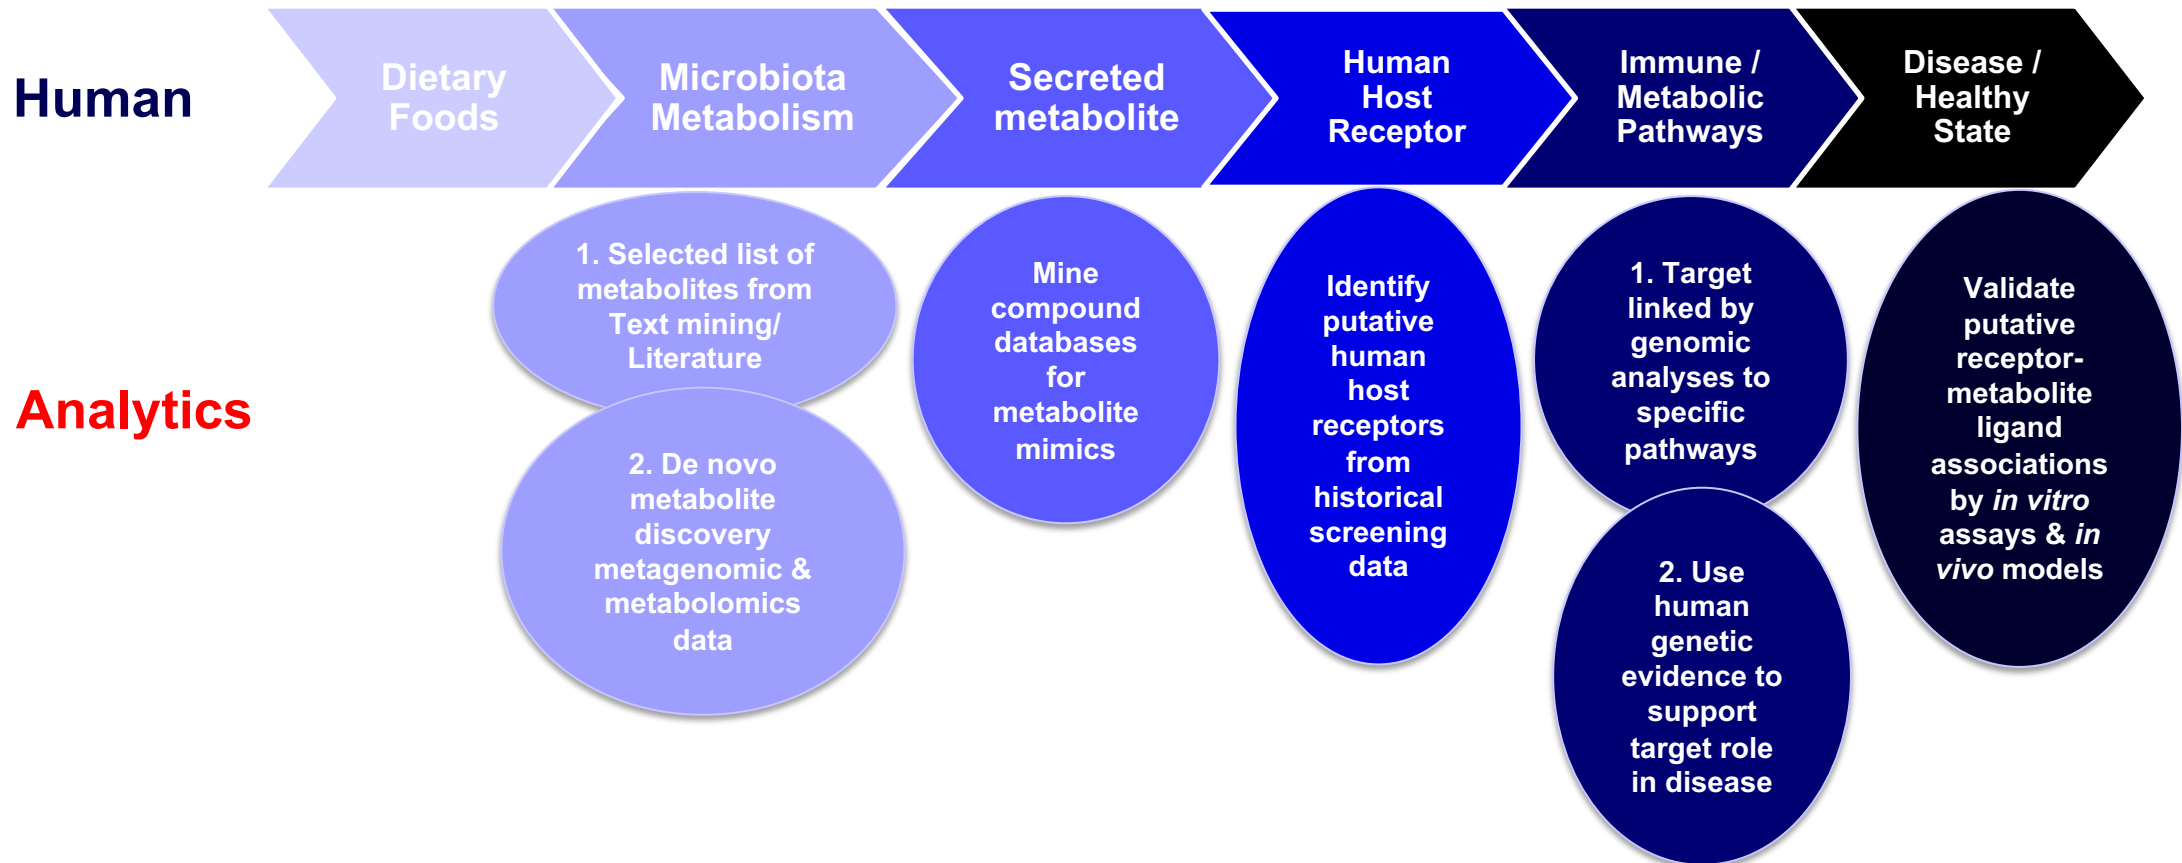 Human
Dietary
Foods
Microbiota
Metabolism
Secreted
metabolite
Human
Host
Receptor
Immune /
Metabolic
Pathways
Disease /
Healthy
State
Analytics
1. Selected list of
metabolites from
Text mining/
Literature
2. De novo
metabolite
discovery
metagenomic &
metabolomics
data
Mine
compound
databases
for
metabolite
mimics
Identify
putative
human
host
receptors
from
historical
screening
data
1. Target
linked by
genomic
analyses to
specific
pathways
2. Use
human
genetic
evidence to
support
target role
in disease
Validate
putative
receptor-
metabolite
ligand
associations
by in vitro
assays & in
vivo models